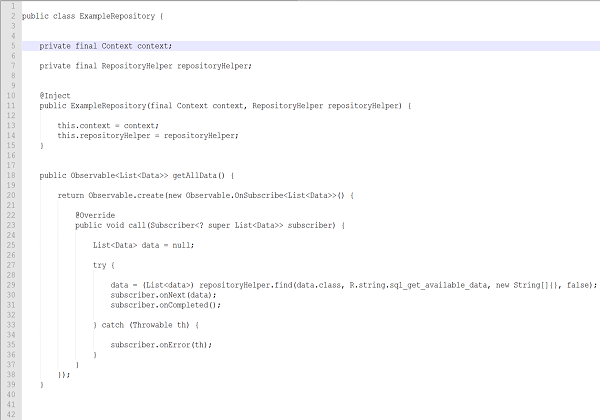 1
2 public class ExampleRepository {
3
4
5 private final Context context;
6
7 private final RepositoryHelper repositoryHelper;
8
9
10 @Inject
11 public ExampleRepository(final Context context, RepositoryHelper repositoryHelper) {
12
13 this.context = context;
14 this.repositoryHelper = repositoryHelper;
15 }
16
17
18 public Observable<List<Data>> getAllData() {
19
20 return Observable.create(new Observable.OnSubscribe<List<Data>>() {
21
22 @Override
23 public void call(Subscriber<? super List<Data>> subscriber) {
24
25 List<Data> data = null;
26
27 try {
28
29 data = (List<data>) repositoryHelper.find(data.class, R.string.sql_get_available_data, new String[]{}, false);
30 subscriber.onNext(data);
31 subscriber.onCompleted();
32
33 } catch (Throwable th) {
34
35 subscriber.onError(th);
36 }
37 }
38 });
39 }
40
41
42